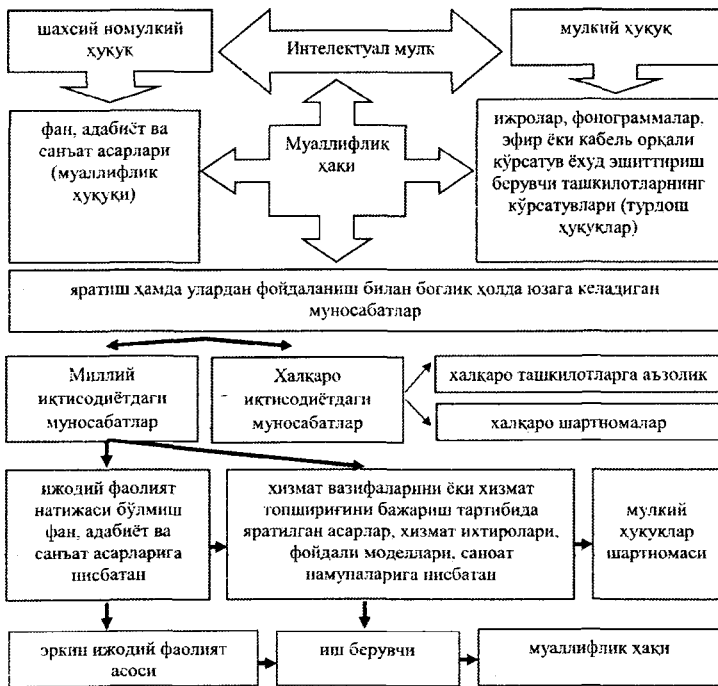 шахсий номулкий
ҳуқуқ
Интелектуал мулк
мулкий ҳуқуқ
фан, адабиёт ва
санъат асарлари
(муаллифлик
ҳуқуқи)
Муаллифлик
ҳақи
ижролар, фонограммалар,
эфир ёки кабель орқали
кўрсатув ёхуд эшиттириш
берувчи ташкилотларнинг
кўрсатувлари (турдош
ҳуқуқлар)
яратиш ҳамда улардан фойдаланиш билан боғлик ҳолда юзага келадиган
муносабатлар
Миллий
иқтисодиётдаги
муносабатлар
Халқаро
иқтисодиётдаги
муносабатлар
халқаро ташкилотларга аъзолик
халқаро шартномалар
ижодий фаолият
натижаси бўлмиш
фан, адабиёт ва
санъат асарларига
нисбатан
хизмат вазифаларини ёки хизмат
топшириғини бажариш тартибида
яратилган асарлар, хизмат ихтиролари,
фойдали моделлари, саноат
намуналарига нисбатан
мулкий
ҳуқуқлар
шартномаси
эркин ижодий фаолият
асоси
иш берувчи
муаллифлик ҳақи